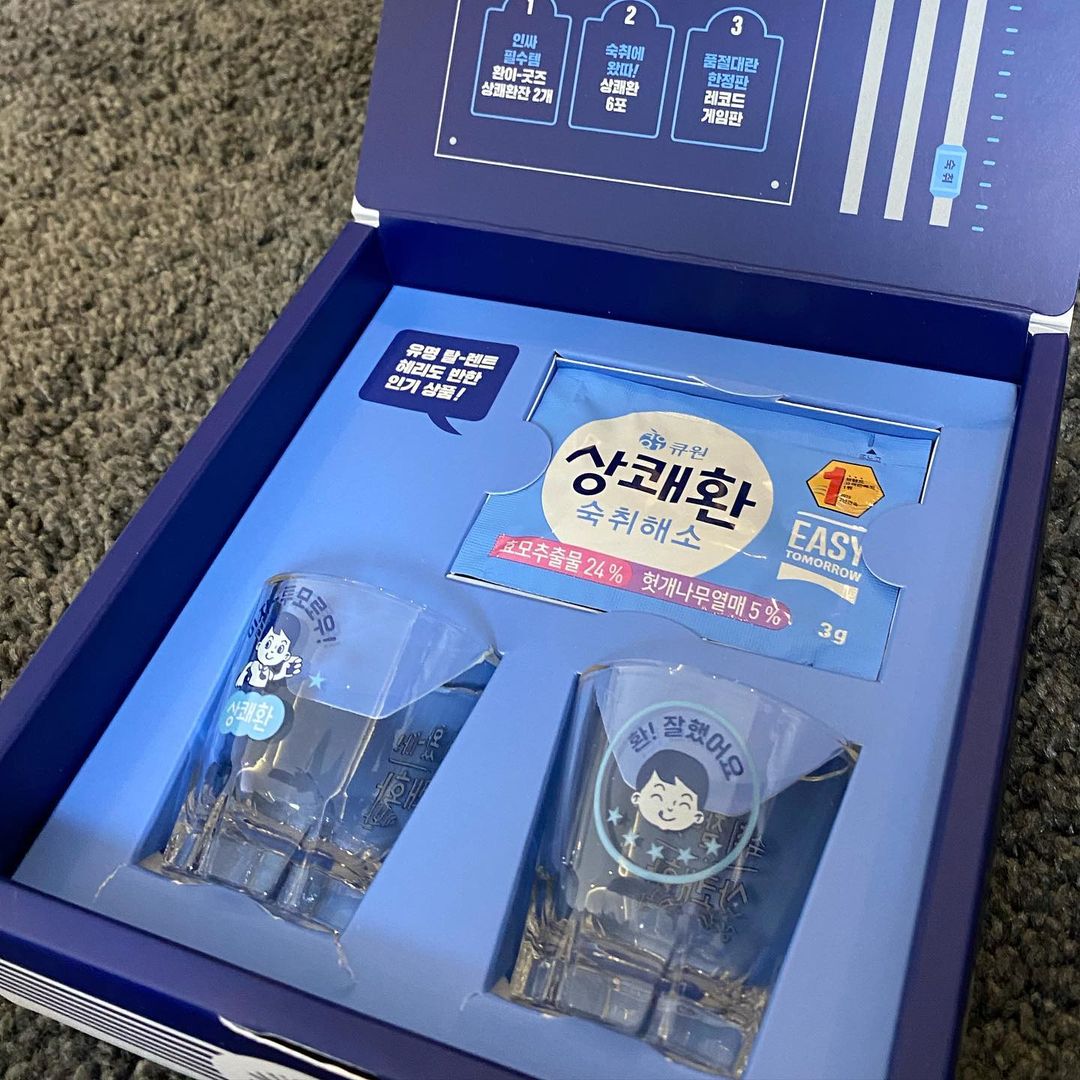 1
인싸
필수템
환이-굿즈
상쾌환잔 2개
2
숙취에
왔따!
상쾌환
6포
3
품절대란
한정판
레코드
게임판
숙취
유명 탈-렌트
혜리도 반한
인기 상품!
큐원
상쾌환
숙취해소
효모추출물 24% 헛개나무열매 5%
1
EASY
TOMORROW
3g
상쾌환
환! 잘했어요